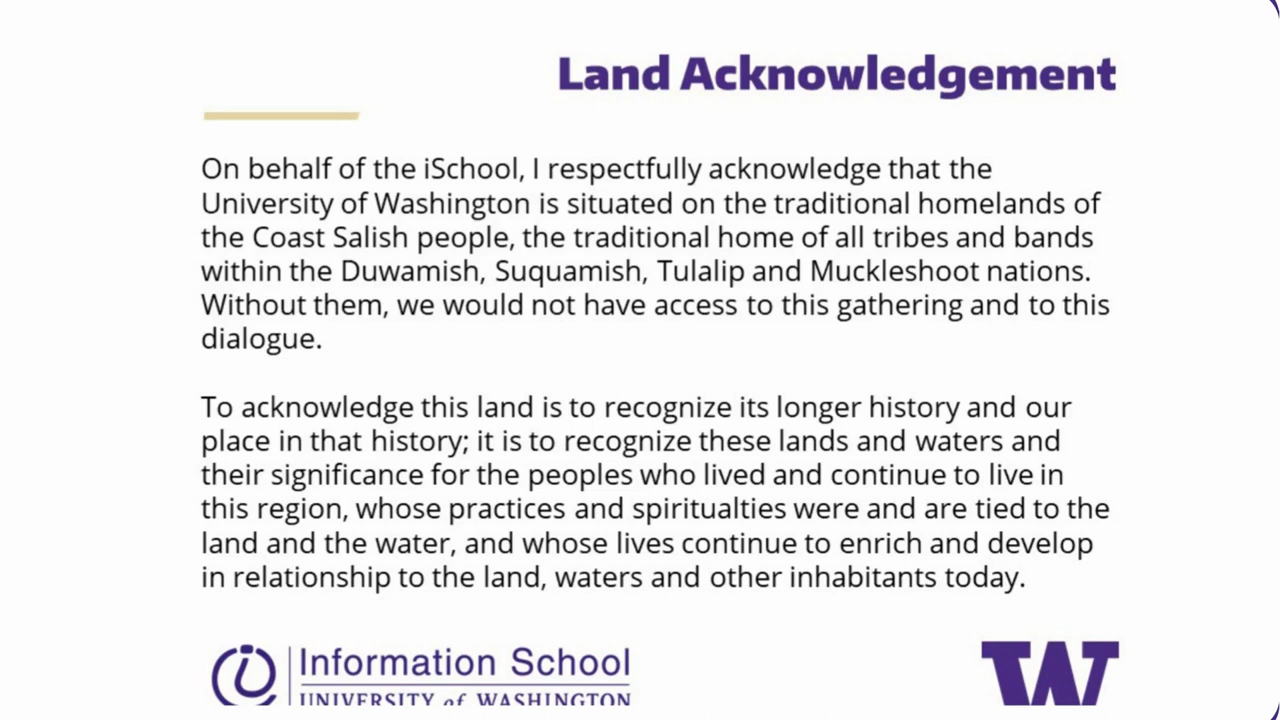 Land Acknowledgement
On behalf of the iSchool, I respectfully acknowledge that the
University of Washington is situated on the traditional homelands of
the Coast Salish people, the traditional home of all tribes and bands
within the Duwamish, Suquamish, Tulalip and Muckleshoot nations.
Without them, we would not have access to this gathering and to this
dialogue.
To acknowledge this land is to recognize its longer history and our
place in that history; it is to recognize these lands and waters and
their significance for the peoples who lived and continue to live in
this region, whose practices and spiritualties were and are tied to the
land and the water, and whose lives continue to enrich and develop
in relationship to the land, waters and other inhabitants today.
i
Information School
UNIVERSITY of WASHINGTON
W